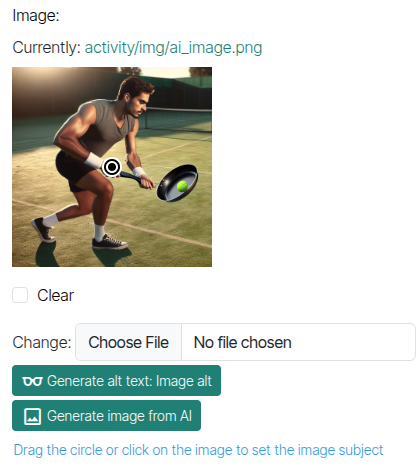 Image:
Currently: activity/img/ai_image.png
Clear
Change: Choose File No file chosen
Generate alt text: Image alt
Generate image from AI
Drag the circle or click on the image to set the image subject